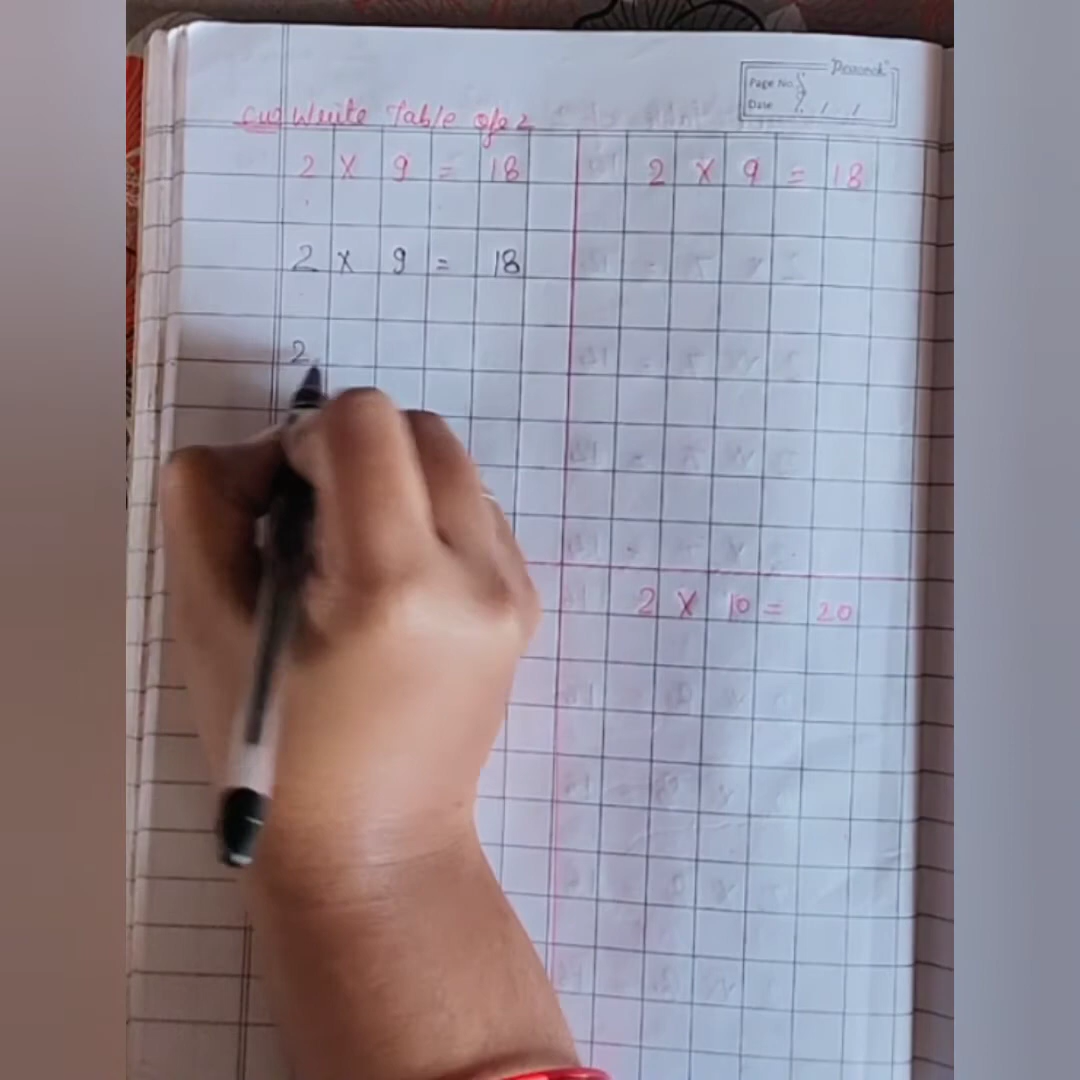 Peacock
Page No.
Date / /
CW Write Table of 2
2 X 9 = 18 2 X 9 = 18
2 X 9 = 18
2
2 X 10 = 20